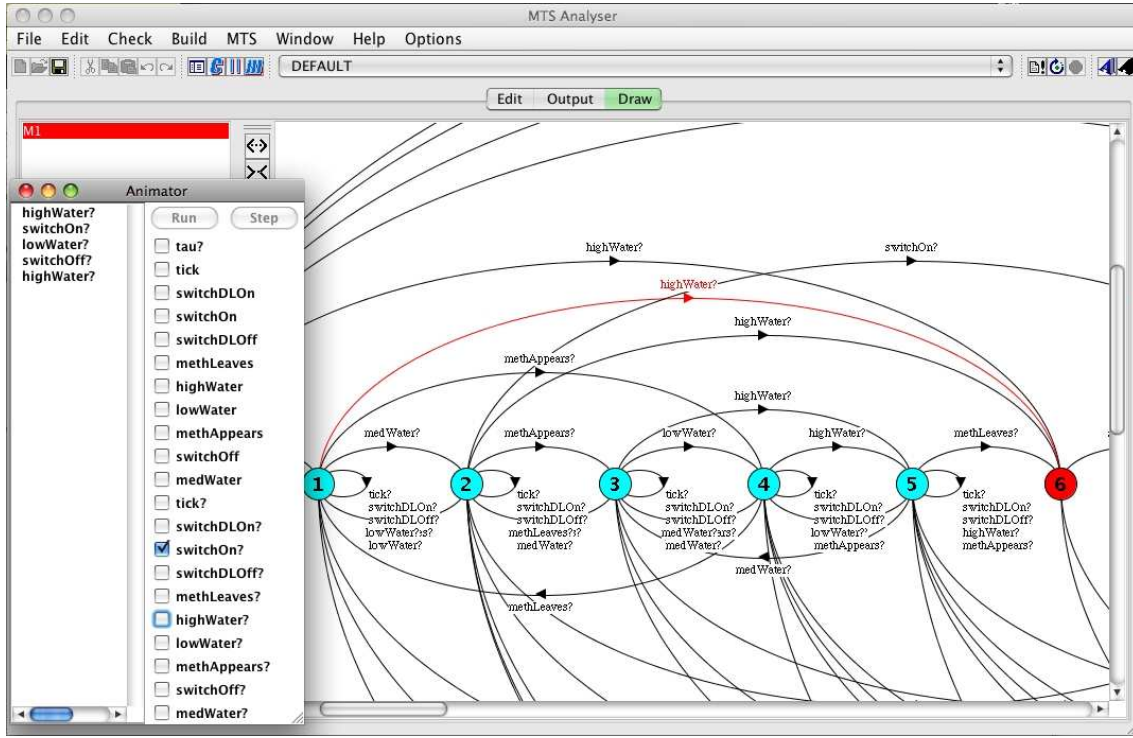 MTS Analyser
File Edit Check Build MTS Window Help Options
DEFAULT
Edit Output Draw
M1
Animator
highWater?
switchOn?
lowWater?
switchOff?
highWater?
Run Step
tau?
tick
switchDLOn
switchOn
switchDLOff
methLeaves
highWater
lowWater
methAppears
switchOff
medWater
tick?
switchDLOn?
switchOn?
switchDLOff?
methLeaves?
highWater?
lowWater?
methAppears?
switchOff?
medWater?
highWater? switchOn?
highWater?
highWater?
methAppears?
highWater?
medWater? methAppears? lowWater? highWater? methLeaves?
1 2 3 4 5 6
tick? tick? tick? tick? tick?
switchDLOn? switchDLOn? switchDLOn? switchDLOn? switchDLOn?
switchDLOff? switchDLOff? switchDLOff? switchDLOff? switchDLOff?
lowWater? methLeaves? medWater? lowWater? highWater?
lowWater? medWater? medWater? methAppears? methAppears?
medWater?
methLeaves?